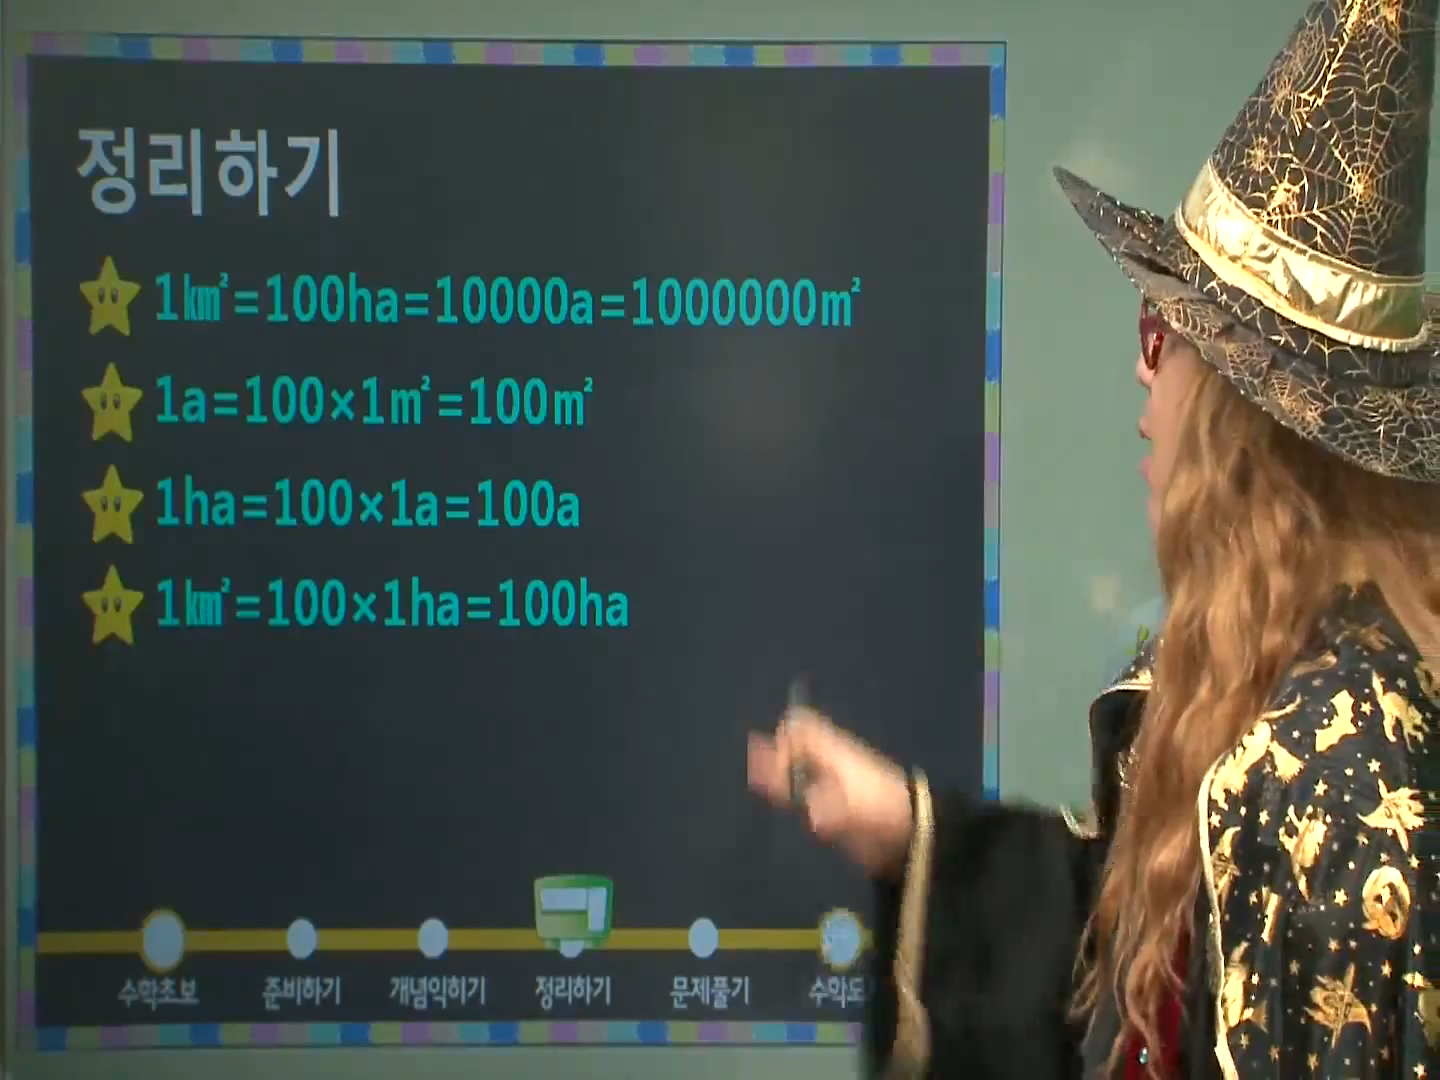 정리하기
1㎢=100ha=10000a=1000000㎡
1a=100×1㎡=100㎡
1ha=100×1a=100a
1㎢=100×1ha=100ha
수학초보 준비하기 개념익히기 정리하기 문제풀기